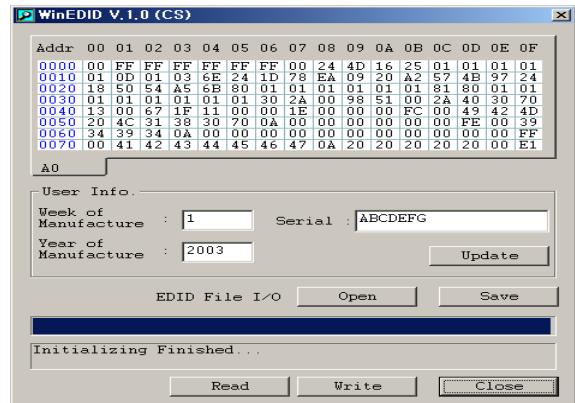 WinEDID V.1.0 (CS)
Addr 00 01 02 03 04 05 06 07 08 09 0A 0B 0C 0D 0E 0F
0000 00 FF FF FF FF FF FF 00 24 4D 16 25 01 01 01 01
0010 01 0D 01 03 6E 24 1D 78 EA 09 20 A2 57 4B 97 24
0020 18 50 54 A5 6B 80 01 01 01 01 01 01 81 80 01 01
0030 01 01 01 01 01 01 30 2A 00 98 51 00 2A 40 30 70
0040 13 00 67 1F 11 00 00 1E 00 00 00 FC 00 49 42 4D
0050 20 4C 31 38 30 70 0A 00 00 00 00 00 00 FE 00 39
0060 34 39 34 0A 00 00 00 00 00 00 00 00 00 00 00 FF
0070 00 41 42 43 44 45 46 47 0A 20 20 20 20 20 00 E1
A0
User Info.
Week of Manufacture : 1 Serial : ABCDEFG
Year of Manufacture : 2003 Update
EDID File I/O Open Save
Initializing Finished...
Read Write Close